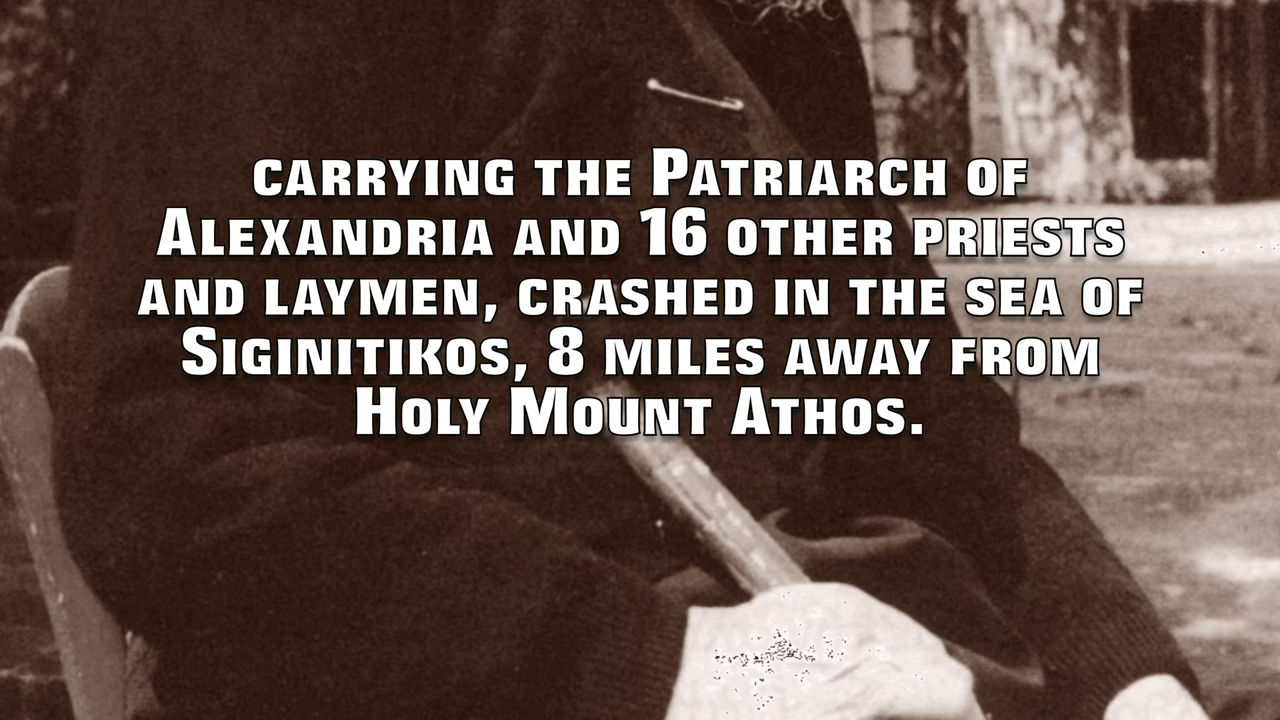 carrying the Patriarch of
Alexandria and 16 other priests
and laymen, crashed in the sea of
Siginitikos, 8 miles away from
Holy Mount Athos.